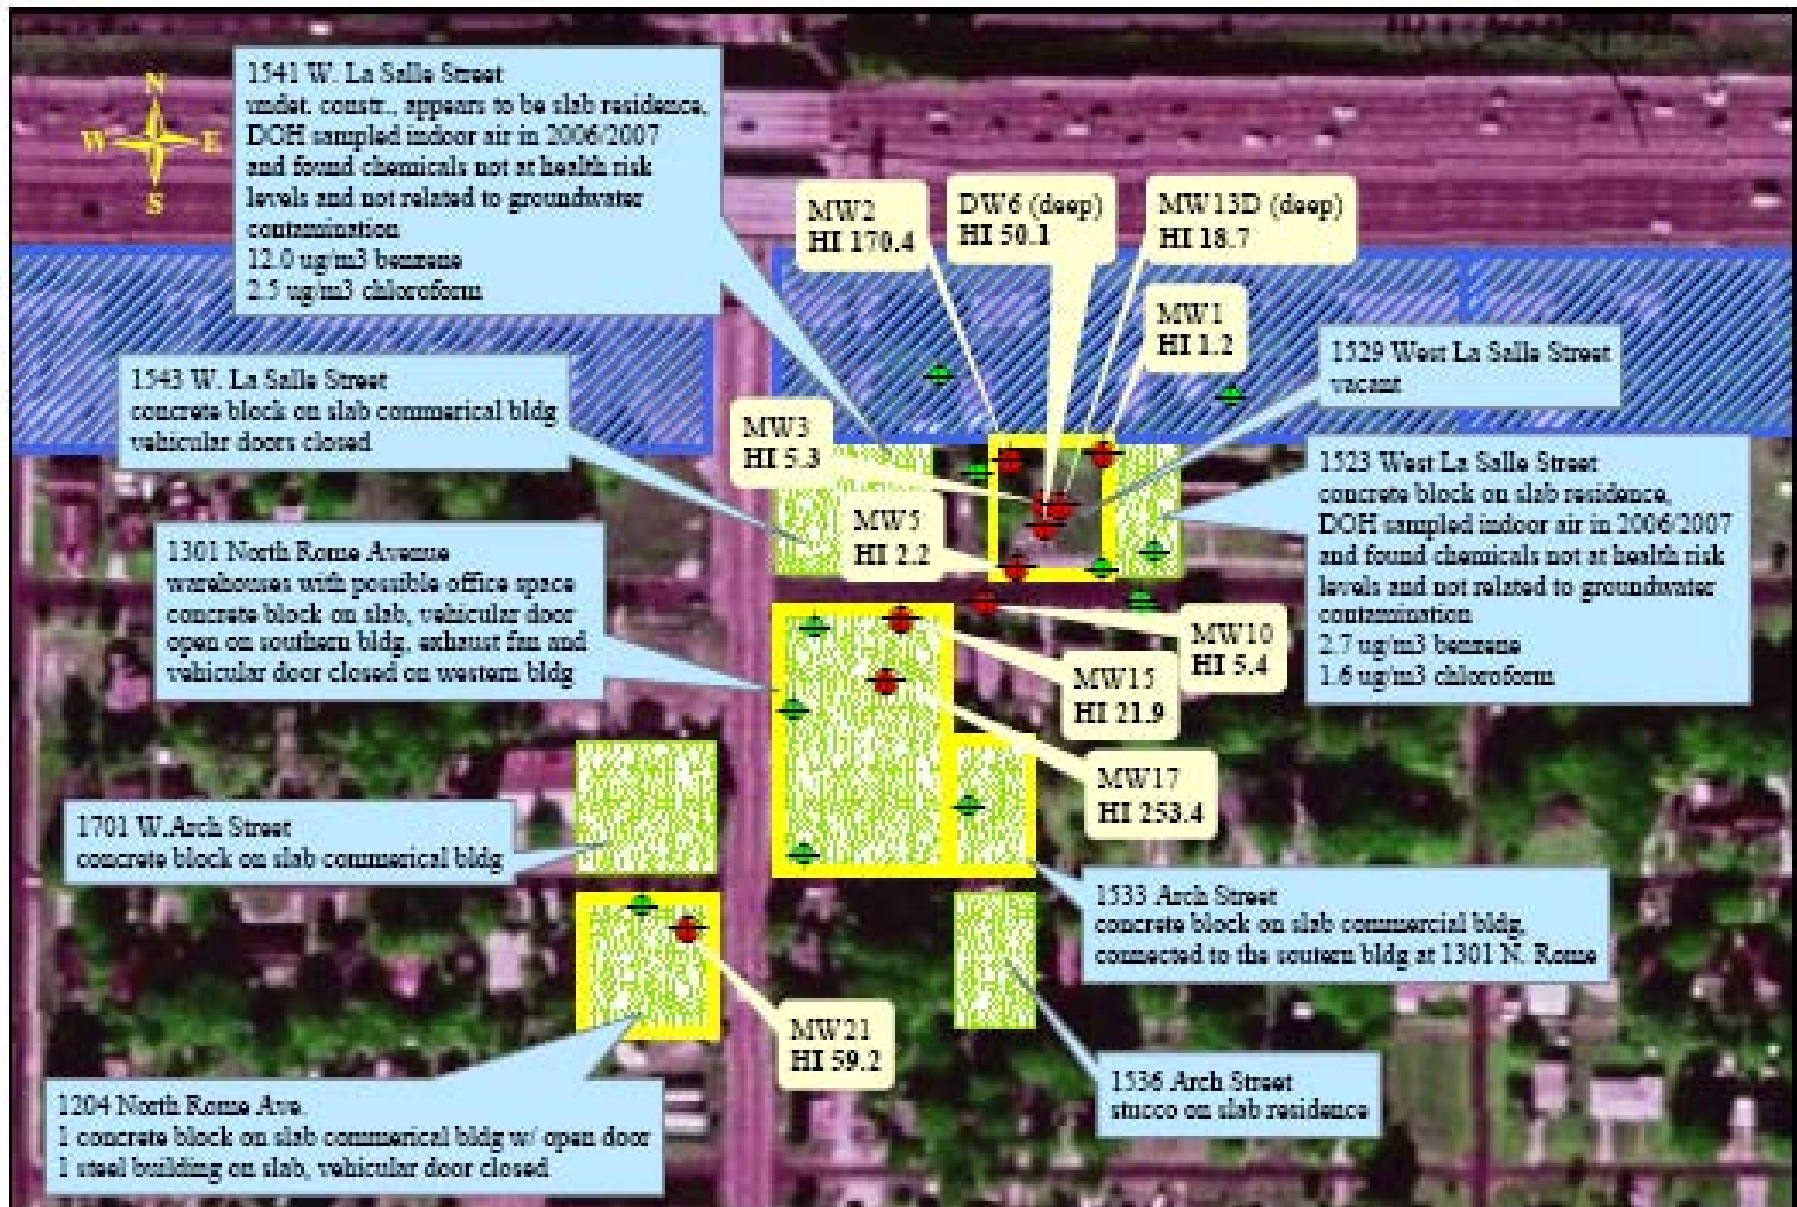 N
W E
S
1541 W. La Salle Street
undet. constr., appears to be slab residence,
DOH sampled indoor air in 2006/2007
and found chemicals not at health risk
levels and not related to groundwater
contamination
12.0 ug/m3 benzene
2.5 ug/m3 chloroform
MW2
HI 170.4
DW6 (deep)
HI 50.1
MW13D (deep)
HI 18.7
MW1
HI 1.2
1529 West La Salle Street
vacant
1543 W. La Salle Street
concrete block on slab commerical bldg
vehicular doors closed
MW3
HI 5.3
1523 West La Salle Street
concrete block on slab residence,
DOH sampled indoor air in 2006/2007
and found chemicals not at health risk
levels and not related to groundwater
contamination
2.7 ug/m3 benzene
1.6 ug/m3 chloroform
MW5
HI 2.2
1301 North Rome Avenue
warehouses with possible office space
concrete block on slab, vehicular door
open on southern bldg, exhaust fan and
vehicular door closed on western bldg
MW10
HI 5.4
MW15
HI 21.9
MW17
HI 253.4
1701 W.Arch Street
concrete block on slab commerical bldg
1533 Arch Street
concrete block on slab commercial bldg,
connected to the soutern bldg at 1301 N. Rome
MW21
HI 59.2
1536 Arch Street
stucco on slab residence
1204 North Rome Ave.
1 concrete block on slab commerical bldg w/ open door
1 steel building on slab, vehicular door closed